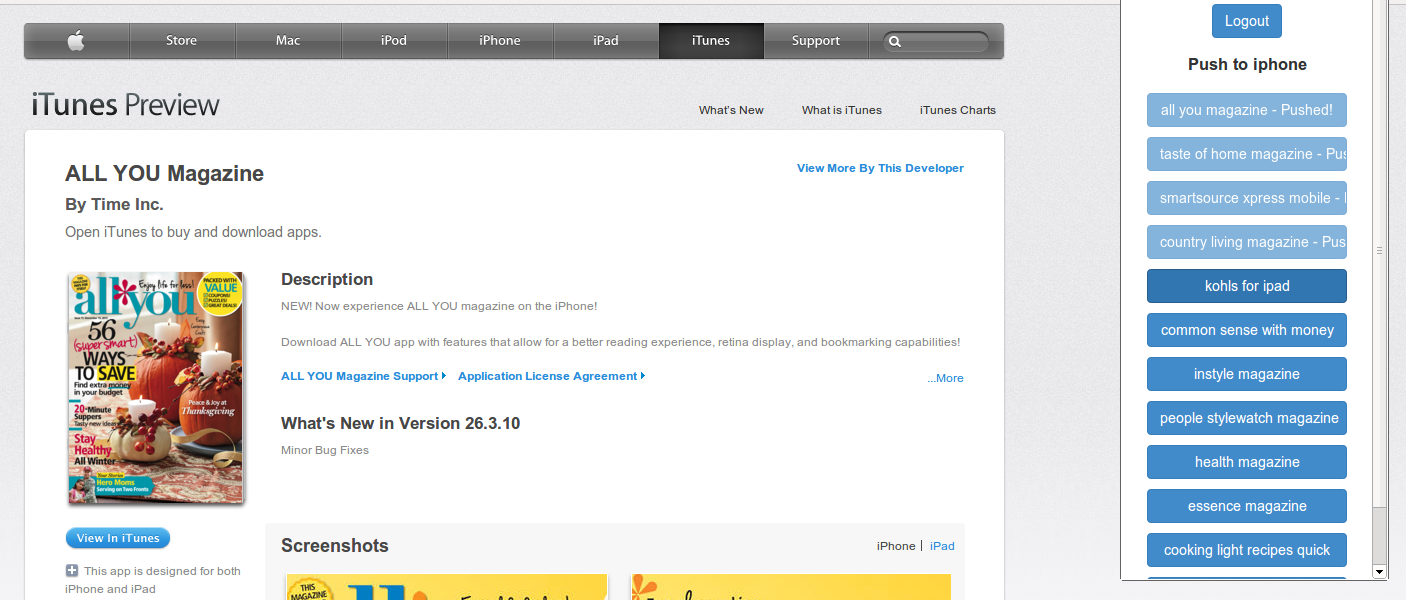 Store Mac iPod iPhone iPad iTunes Support
iTunes Preview
What's New What is iTunes iTunes Charts
ALL YOU Magazine
View More By This Developer
By Time Inc.
Open iTunes to buy and download apps.
Enjoy life for less!
all*you
PACKED WITH
VALUE
COUPONS!
PUZZLES!
GREAT DEALS!
56
(super smart)
WAYS
TO SAVE
Find extra money
in your budget
20-Minute
Suppers
Tasty new ideas
Stay
Healthy
All Winter
Peace & Joy at
Thanksgiving
Hero Moms
Serving on Two Fronts
Description
NEW! Now experience ALL YOU magazine on the iPhone!
Download ALL YOU app with features that allow for a better reading experience, retina display, and bookmarking capabilities!
ALL YOU Magazine Support Application License Agreement
...More
What's New in Version 26.3.10
Minor Bug Fixes
View In iTunes
This app is designed for both
iPhone and iPad
Screenshots
iPhone | iPad
THIS
MAGAZINE
Logout
Push to iphone
all you magazine - Pushed!
taste of home magazine - Pus
smartsource xpress mobile -
country living magazine - Pus
kohls for ipad
common sense with money
instyle magazine
people stylewatch magazine
health magazine
essence magazine
cooking light recipes quick